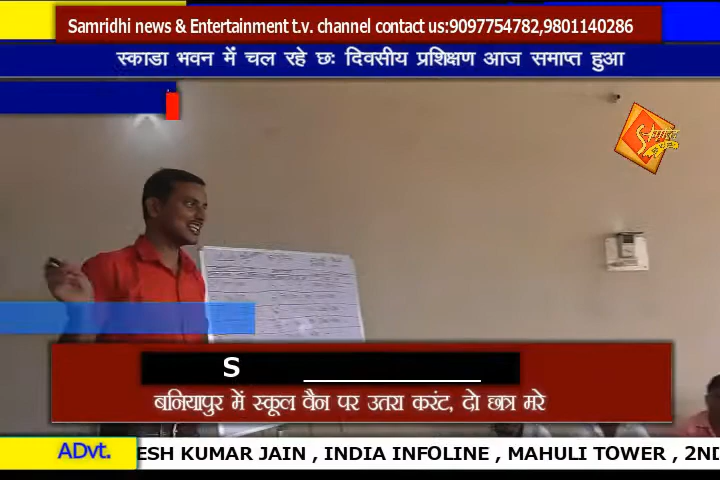 Samridhi news & Entertainment t.v. channel contact us:9097754782,9801140286
स्काडा भवन में चल रहे छः दिवसीय प्रशिक्षण आज समाप्त हुआ
S
बनियापुर में स्कूल वैन पर उतरा करंट, दो छात्र मरे
ADvt.
ESH KUMAR JAIN , INDIA INFOLINE , MAHULI TOWER , 2ND